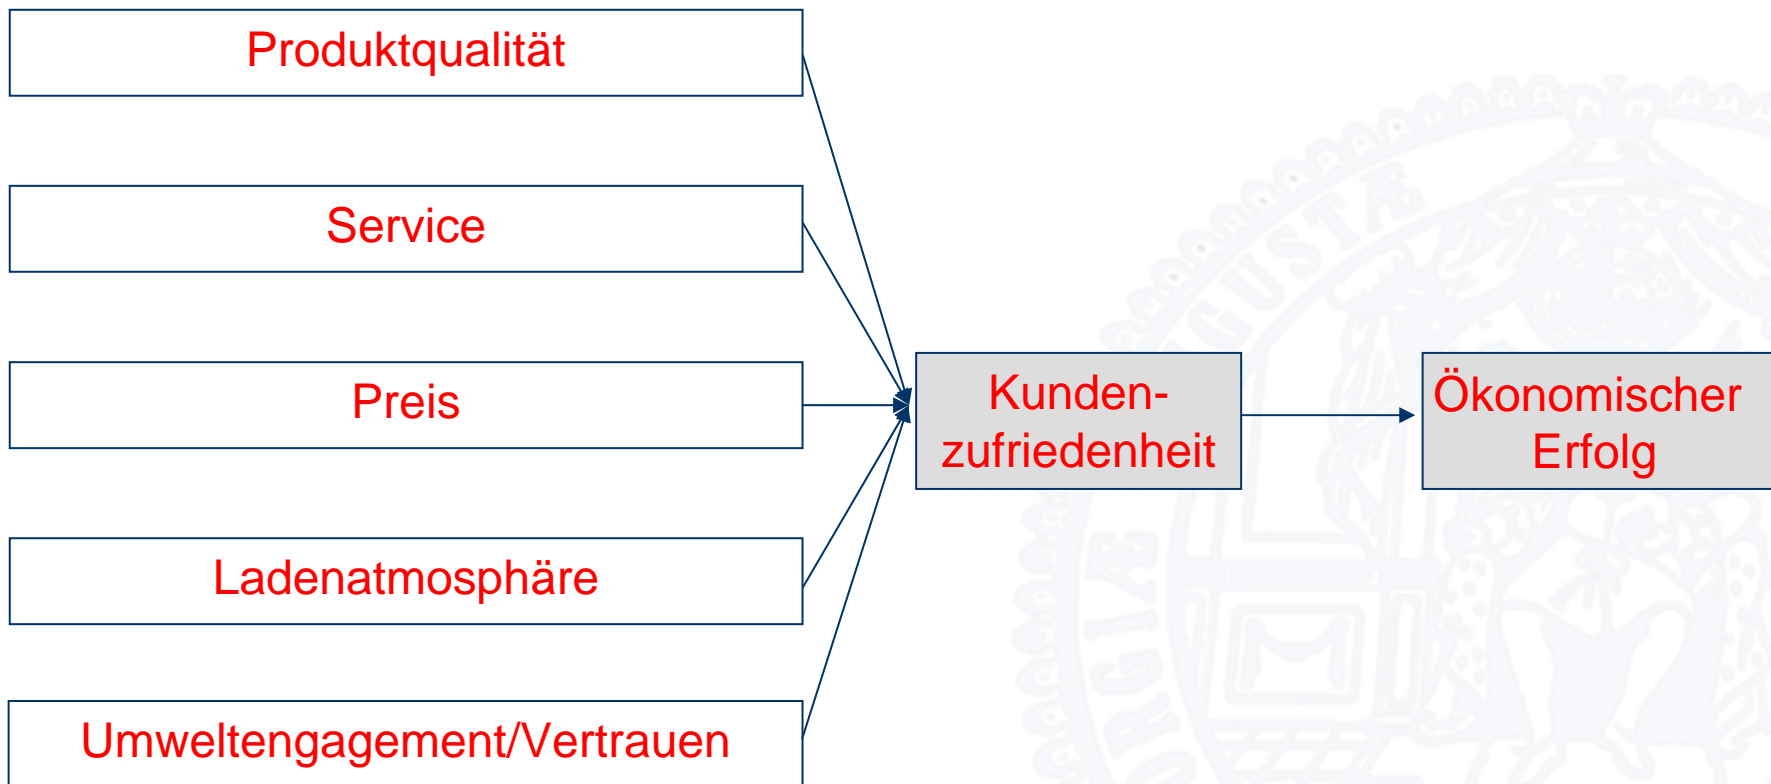 Produktqualität
Service
Preis
Ladenatmosphäre
Umweltengagement/Vertrauen
Kunden-
zufriedenheit
Ökonomischer
Erfolg